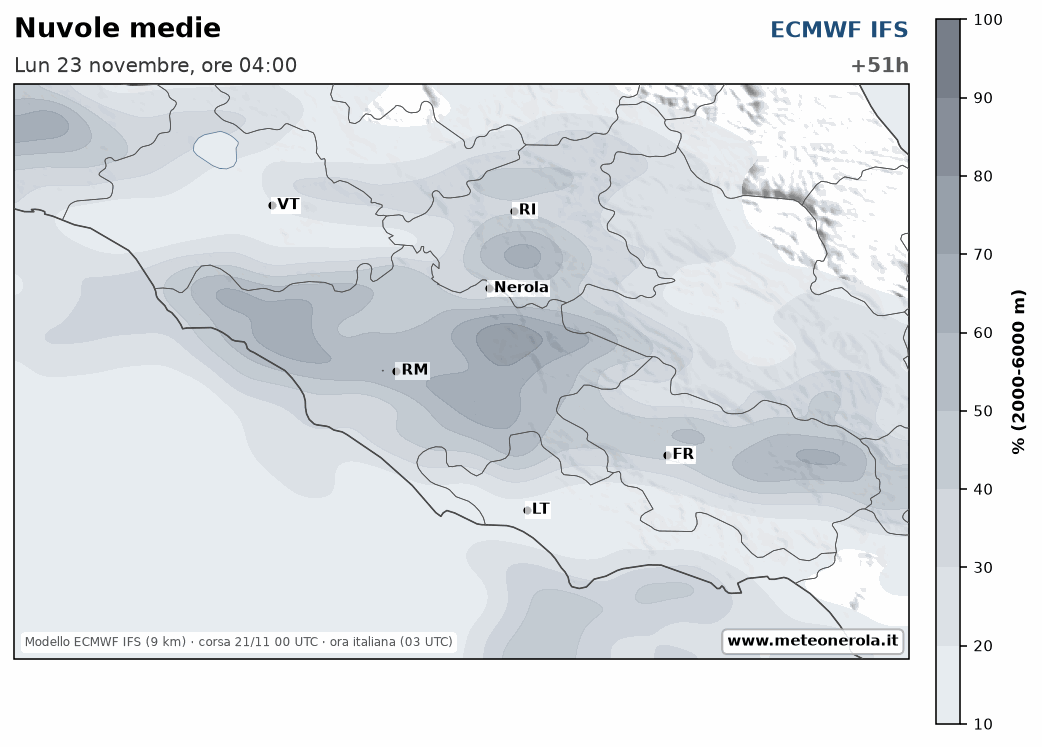 Nuvole medie
ECMWF IFS
Lun 23 novembre, ore 04:00
+51h
VT
RI
Nerola
RM
FR
LT
Modello ECMWF IFS (9 km) · corsa 21/11 00 UTC · ora italiana (03 UTC)
www.meteonerola.it
100
90
80
70
60
50
40
30
20
10
% (2000-6000 m)